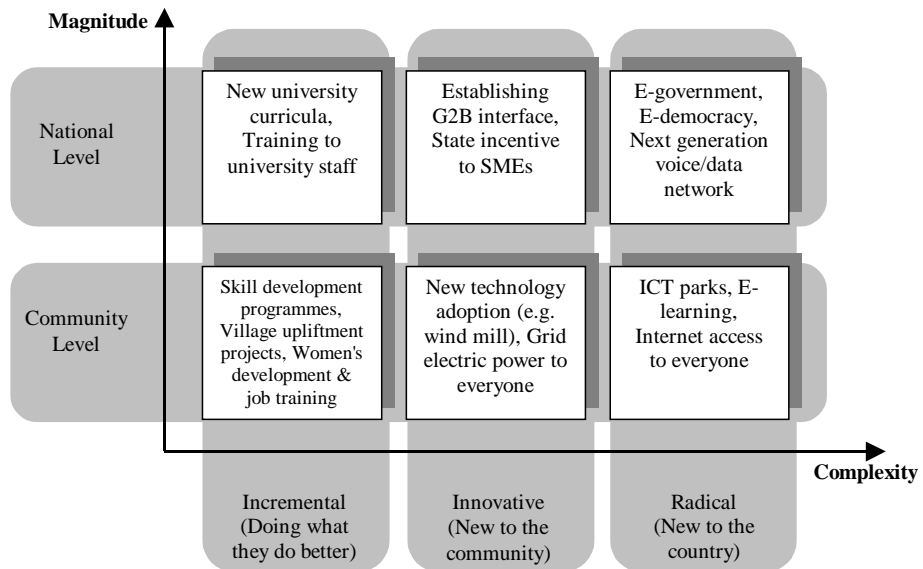 Magnitude
National
Level
New university
curricula,
Training to
university staff
Establishing
G2B interface,
State incentive
to SMEs
E-government,
E-democracy,
Next generation
voice/data
network
Community
Level
Skill development
programmes,
Village upliftment
projects, Women's
development &
job training
New technology
adoption (e.g.
wind mill), Grid
electric power to
everyone
ICT parks, E-
learning,
Internet access
to everyone
Complexity
Incremental
(Doing what
they do better)
Innovative
(New to the
community)
Radical
(New to the
country)